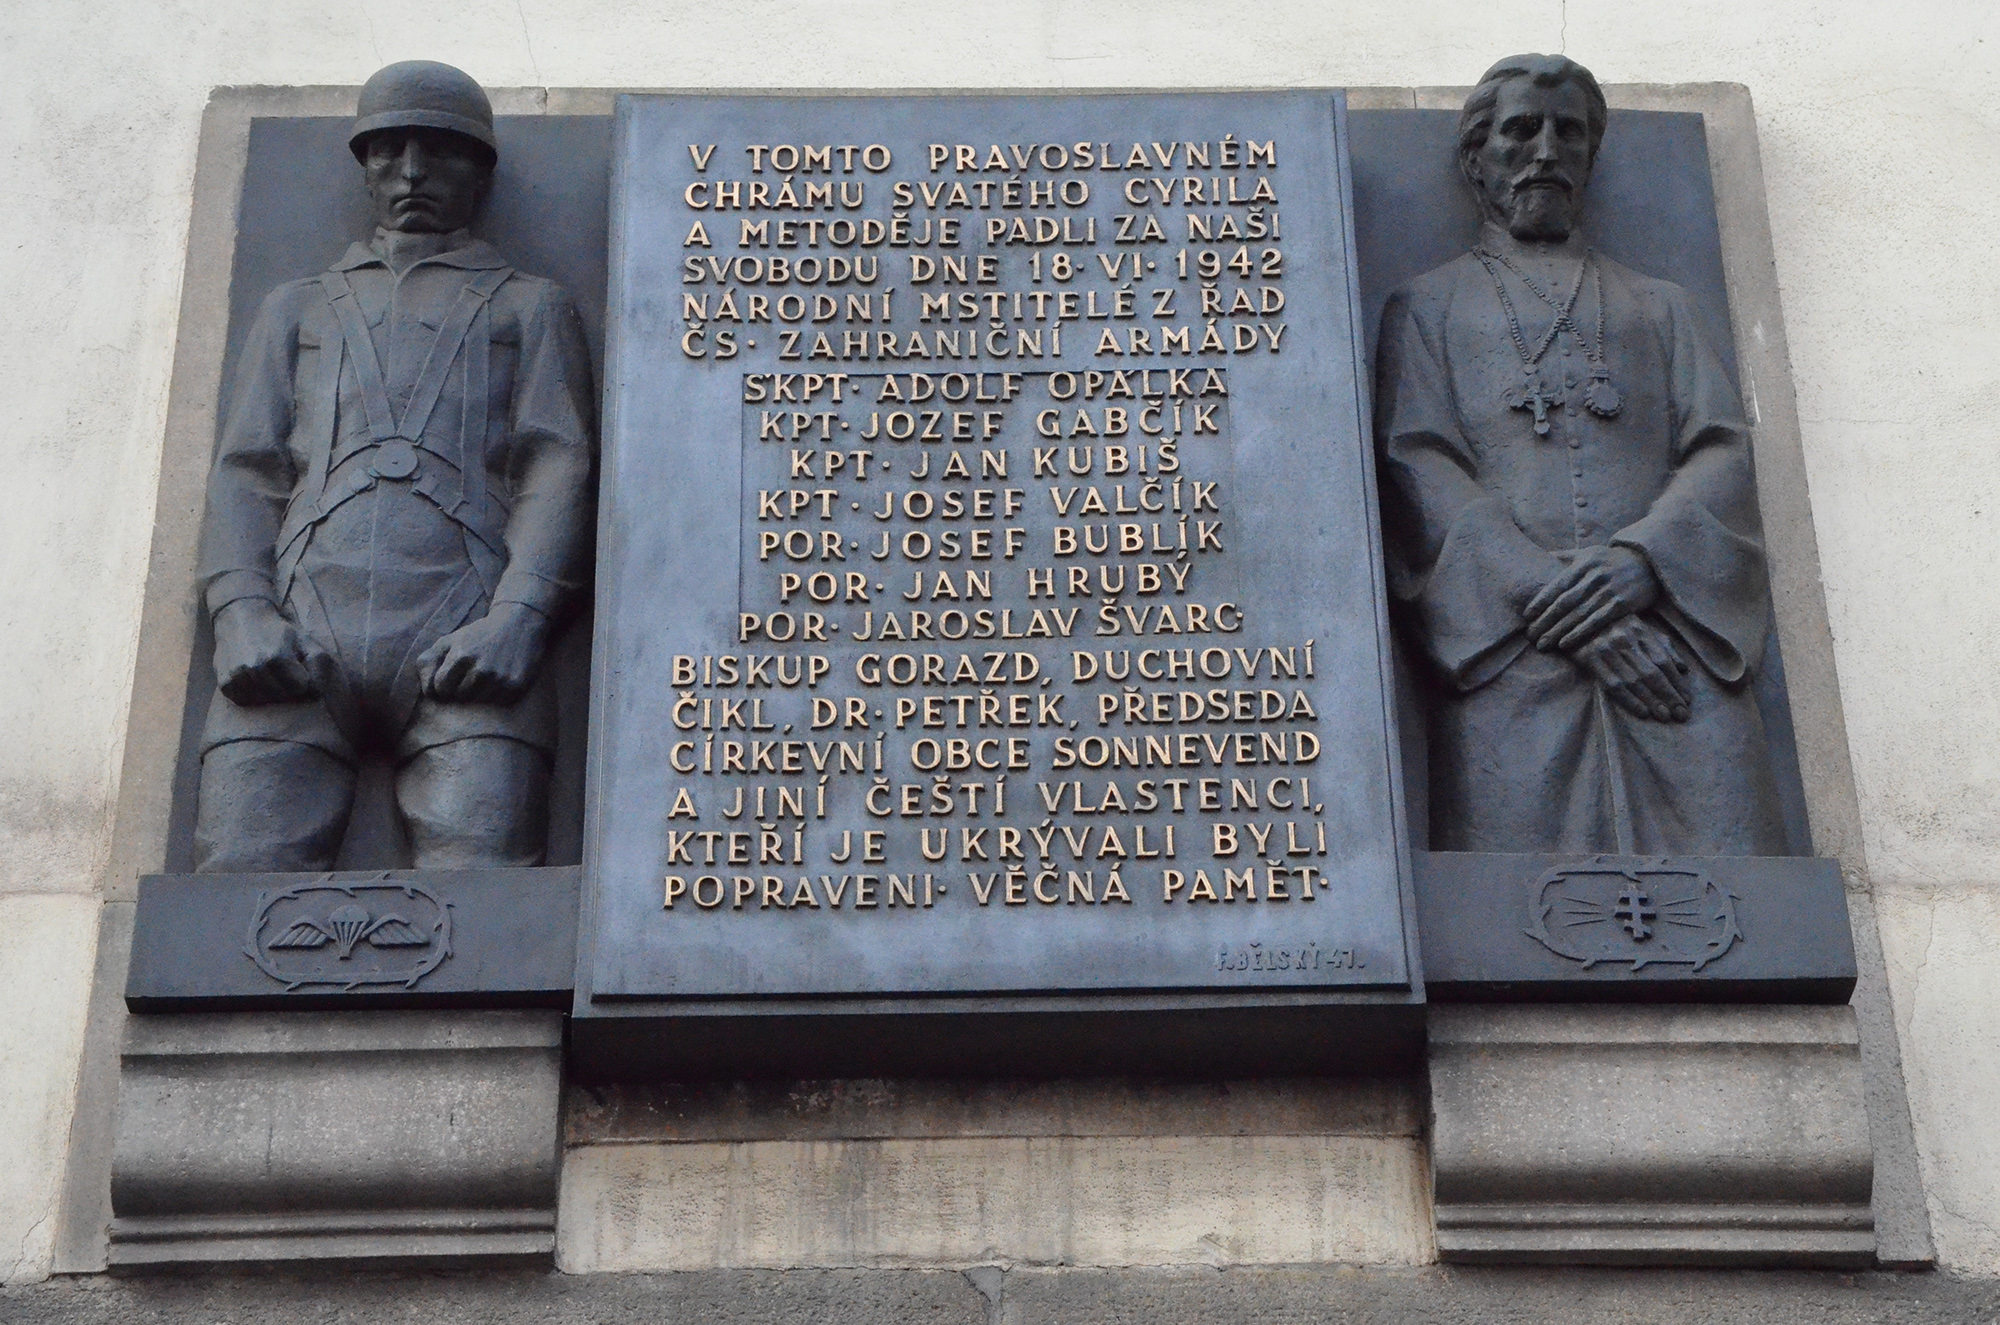 V TOMTO PRAVOSLAVNÉM
CHRÁMU SVATÉHO CYRILA
A METODĚJE PADLI ZA NAŠI
SVOBODU DNE 18·VI·1942
NÁRODNÍ MSTITELÉ Z ŘAD
ČS· ZAHRANIČNÍ ARMÁDY
ŠKPT· ADOLF OPÁLKA
KPT· JOZEF GABČÍK
KPT· JAN KUBIŠ
KPT· JOSEF VALČÍK
POR· JOSEF BUBLÍK
POR· JAN HRUBÝ
POR· JAROSLAV ŠVARC·
BISKUP GORAZD, DUCHOVNÍ
ČIKL, DR· PETŘEK, PŘEDSEDA
CÍRKEVNÍ OBCE SONNEVEND
A JINÍ ČEŠTÍ VLASTENCI,
KTEŘÍ JE UKRÝVALI BYLI
POPRAVENI· VĚČNÁ PAMĚT·
F. BĚLSKÝ 47.